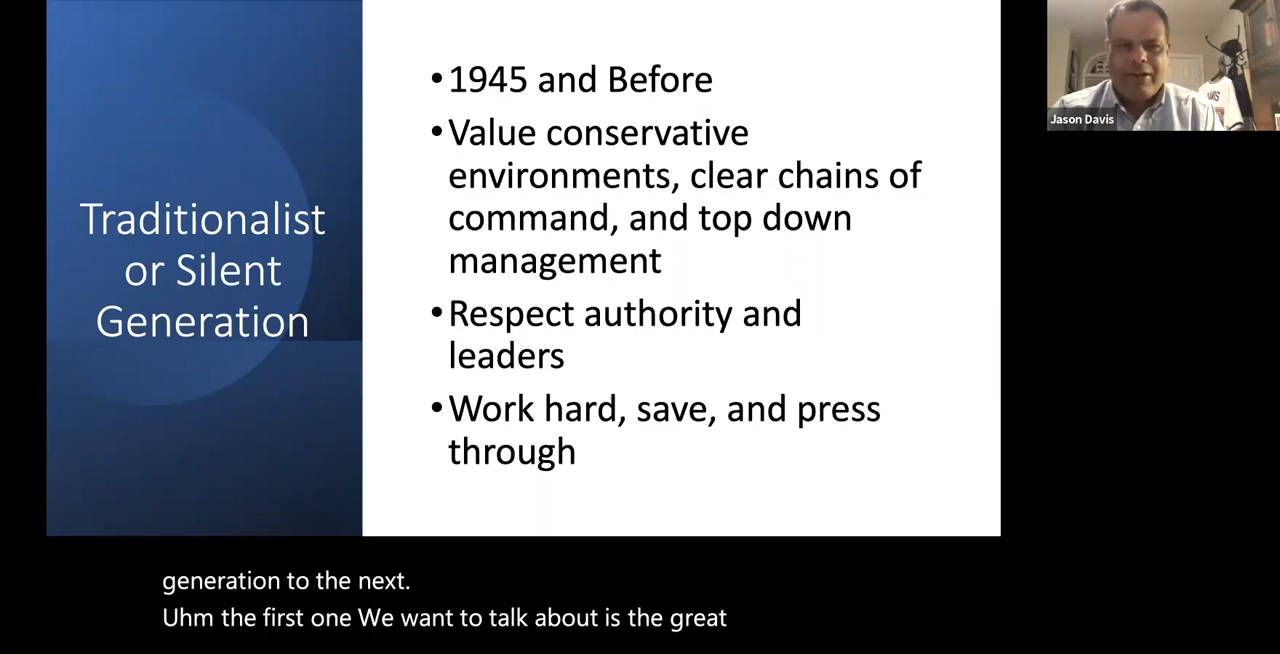 Traditionalist
or Silent
Generation
• 1945 and Before
• Value conservative
environments, clear chains of
command, and top down
management
• Respect authority and
leaders
• Work hard, save, and press
through
Jason Davis
generation to the next.
Uhm the first one We want to talk about is the great